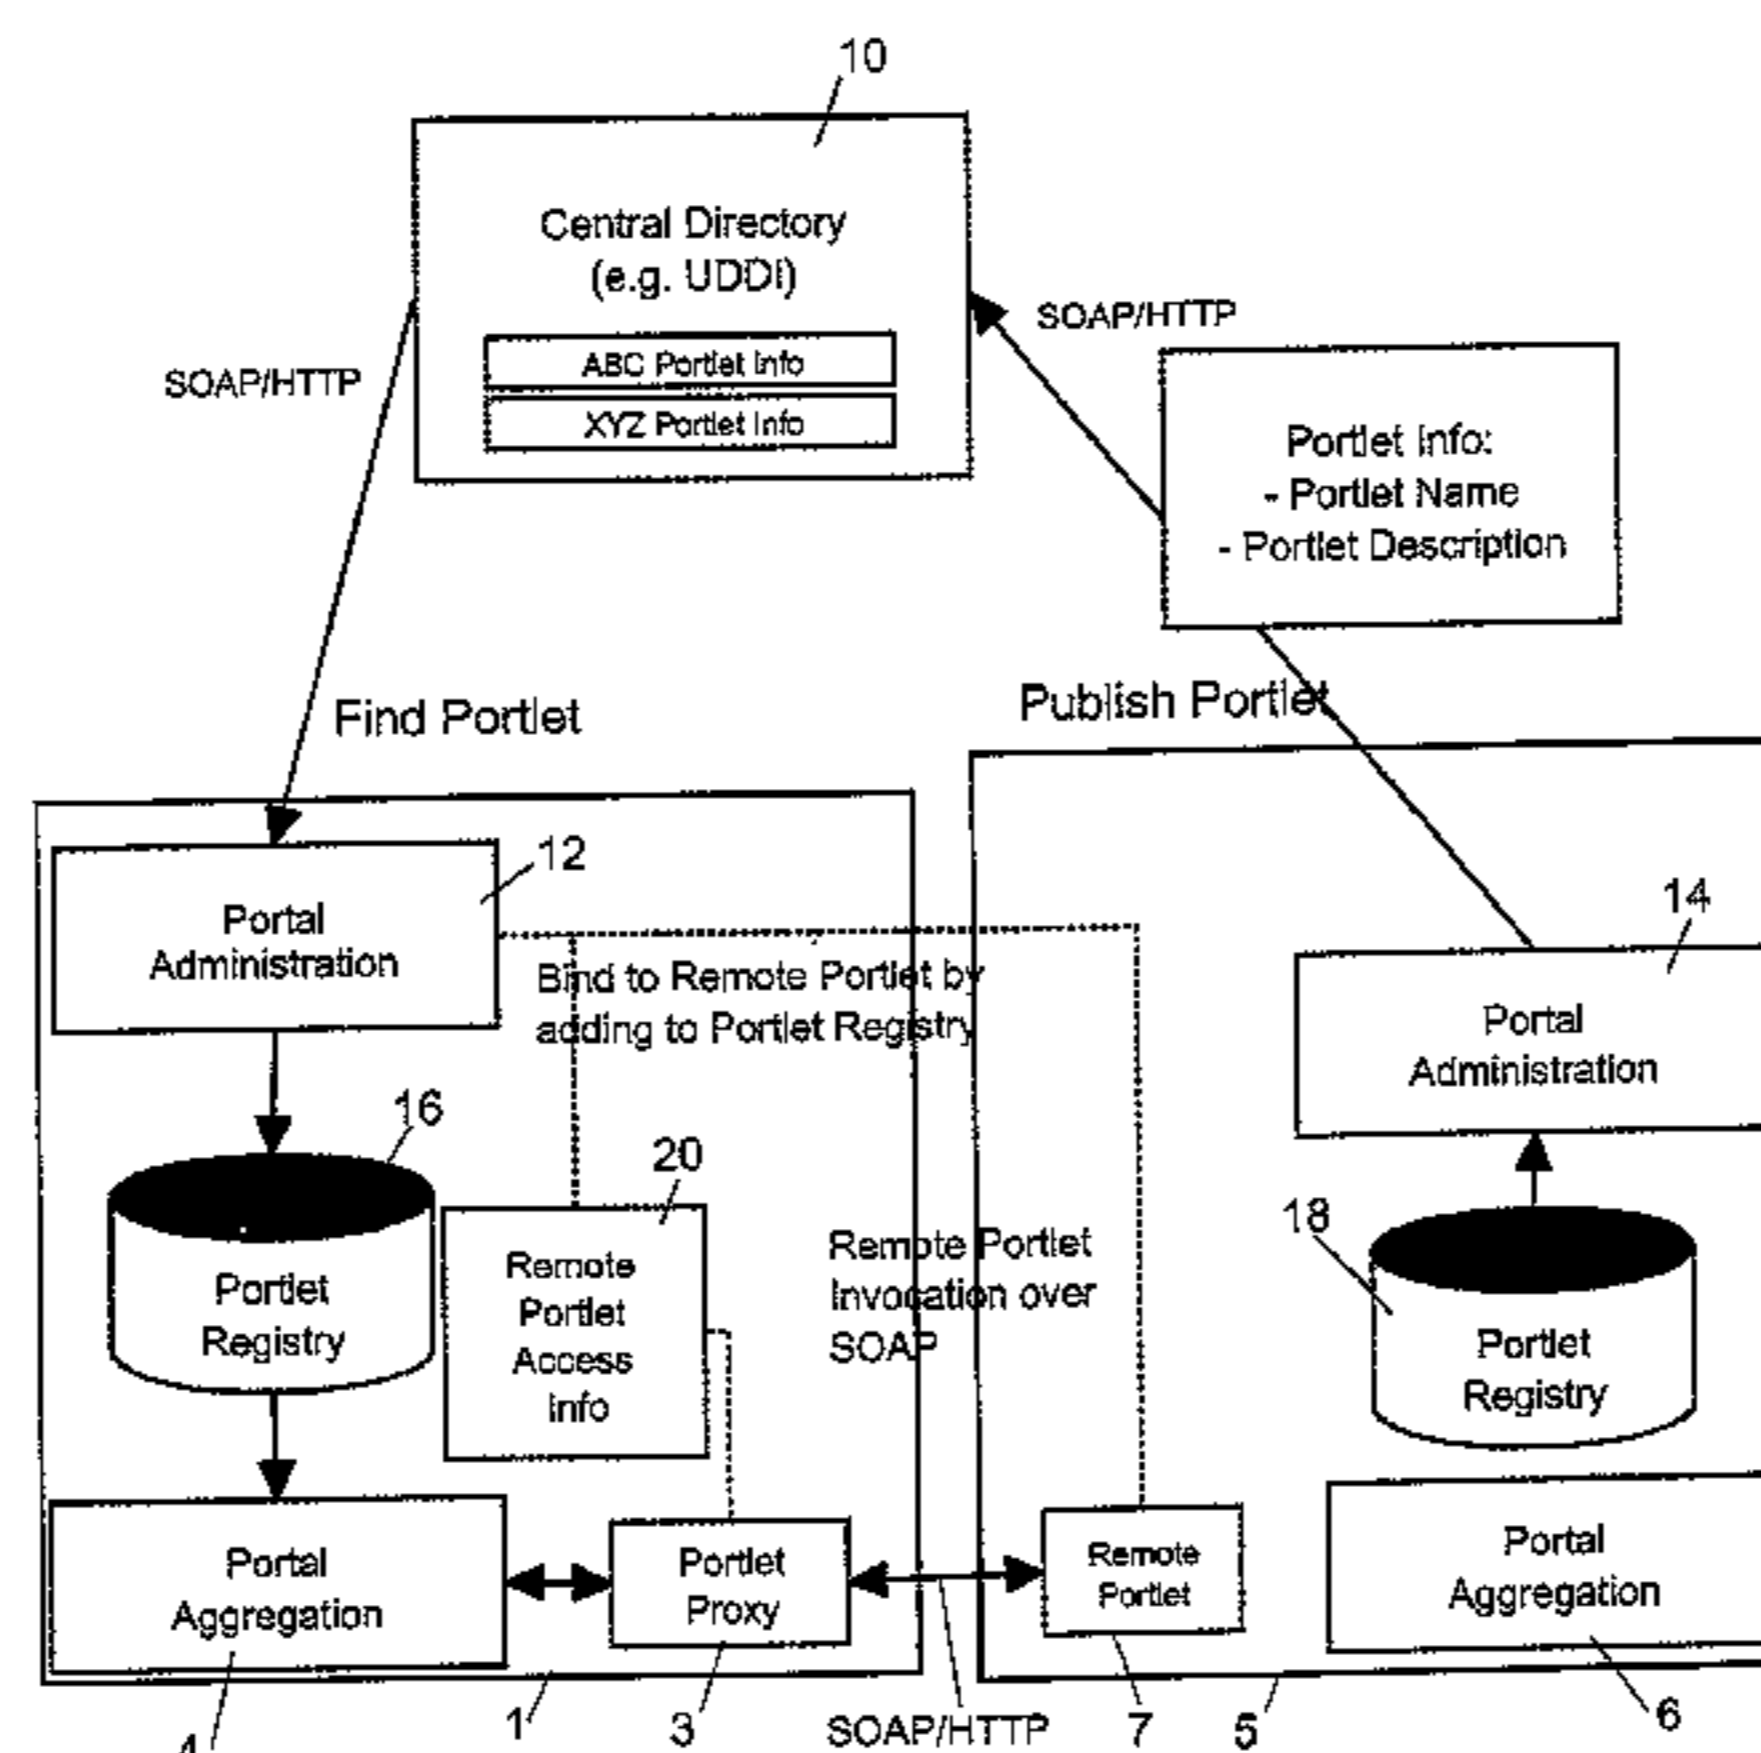 10
Central Directory
(e.g. UDDI)
ABC Portlet Info
XYZ Portlet Info
SOAP/HTTP
SOAP/HTTP
Portlet Info:
- Portlet Name
- Portlet Description
Find Portlet
Publish Portlet
12
Portal
Administration
14
Portal
Administration
Bind to Remote Portlet by
adding to Portlet Registry
16
Portlet
Registry
20
Remote
Portlet
Access
Info
Remote Portlet
Invocation over
SOAP
18
Portlet
Registry
Portal
Aggregation
Portlet
Proxy
Remote
Portlet
Portal
Aggregation
4
1
3
SOAP/HTTP
7
5
6